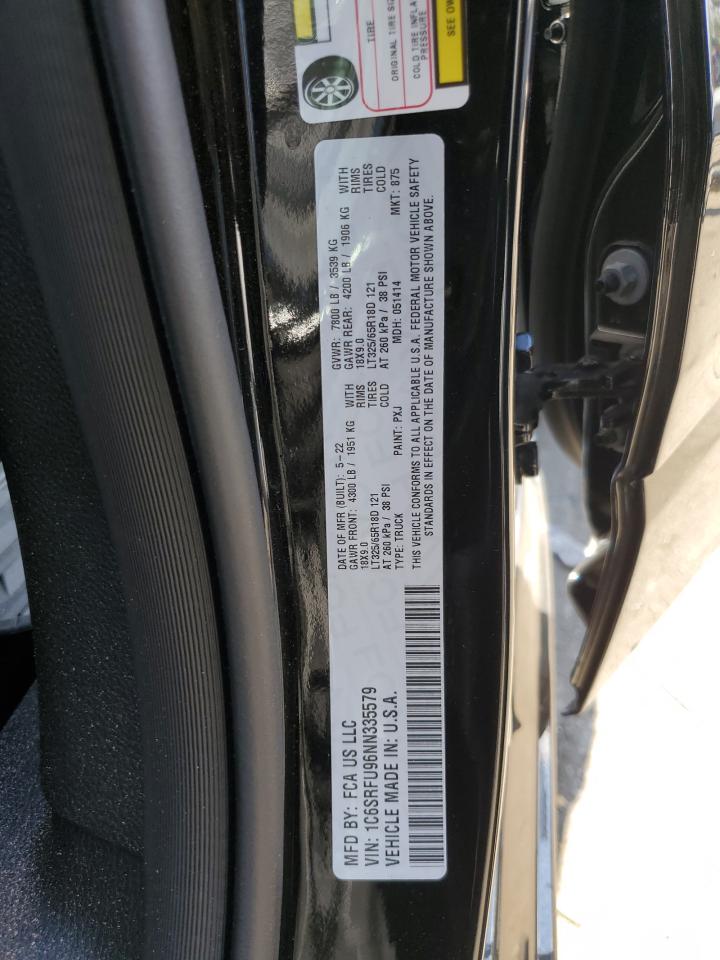 TIRE
ORIGINAL TIRE
COLD TIRE
PRESSURE
SEE
MFD BY: FCA US LLC
VIN: 1C6SRFU96NN335579
VEHICLE MADE IN: U.S.A.
DATE OF MFR (BUILT): 5-22
GAWR FRONT: 4300 LB / 1951 KG WITH
18X9.0 RIMS
LT325/65R18D 121 TIRES
AT 260 kPa / 38 PSI COLD
TYPE: TRUCK PAINT: PXJ
GVWR: 7800 LB / 3539 KG
GAWR REAR: 4200 LB / 1906 KG WITH
18X9.0 RIMS
LT325/65R18D 121 TIRES
AT 260 kPa / 38 PSI COLD
MDH: 051414 MKT: 875
THIS VEHICLE CONFORMS TO ALL APPLICABLE U.S.A. FEDERAL MOTOR VEHICLE SAFETY
STANDARDS IN EFFECT ON THE DATE OF MANUFACTURE SHOWN ABOVE.